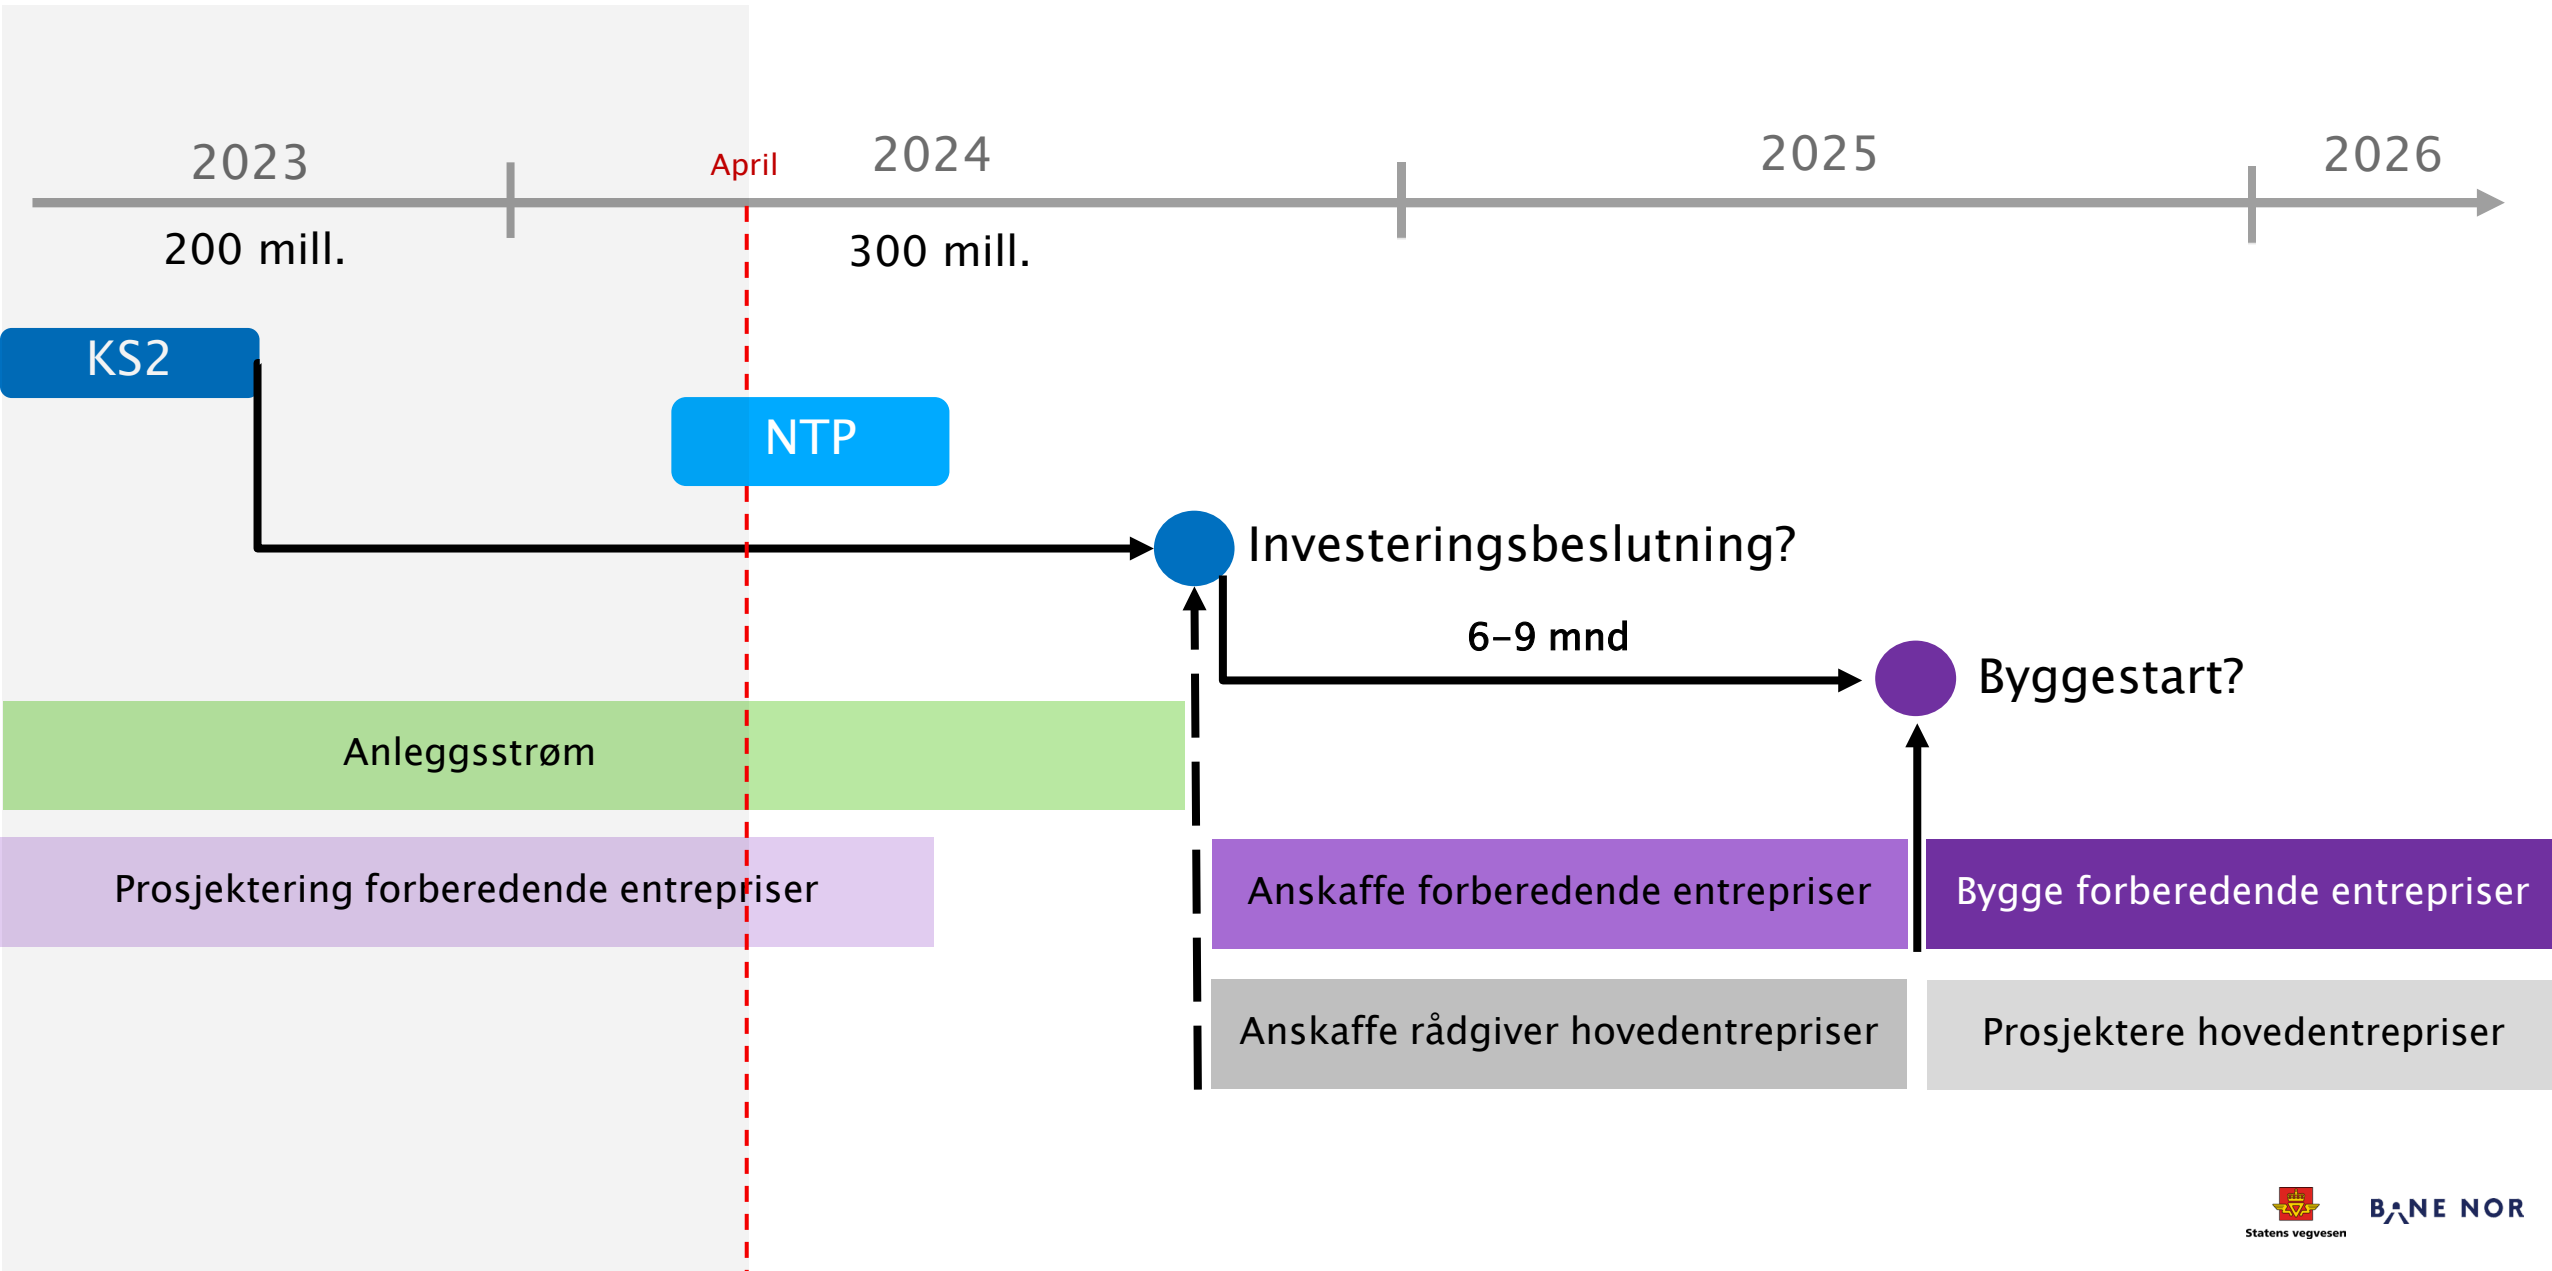 2023
April
2024
2025
2026
200 mill.
300 mill.
KS2
NTP
Investeringsbeslutning?
6-9 mnd
Byggestart?
Anleggsstrøm
Prosjektering forberedende entrepriser
Anskaffe forberedende entrepriser
Bygge forberedende entrepriser
Anskaffe rådgiver hovedentrepriser
Prosjektere hovedentrepriser
Statens vegvesen
BANE NOR